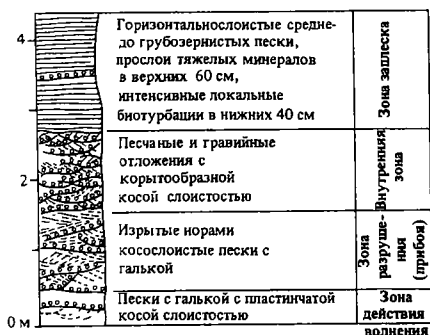 4
Горизонтальнослоистые средне-
до грубозернистые пески,
прослои тяжелых минералов
в верхних 60 см,
интенсивные локальные
биотурбации в нижних 40 см
Зона заплеска
Песчаные и гравийные
отложения с
корытообразной
косой слоистостью
Внутренняя
зона
2
Изрытые норами
косослоистые пески с
галькой
Зона
разруше-
ния
(прибоя)
Пески с галькой с пластинчатой
косой слоистостью
Зона
действия
волнения
0 м